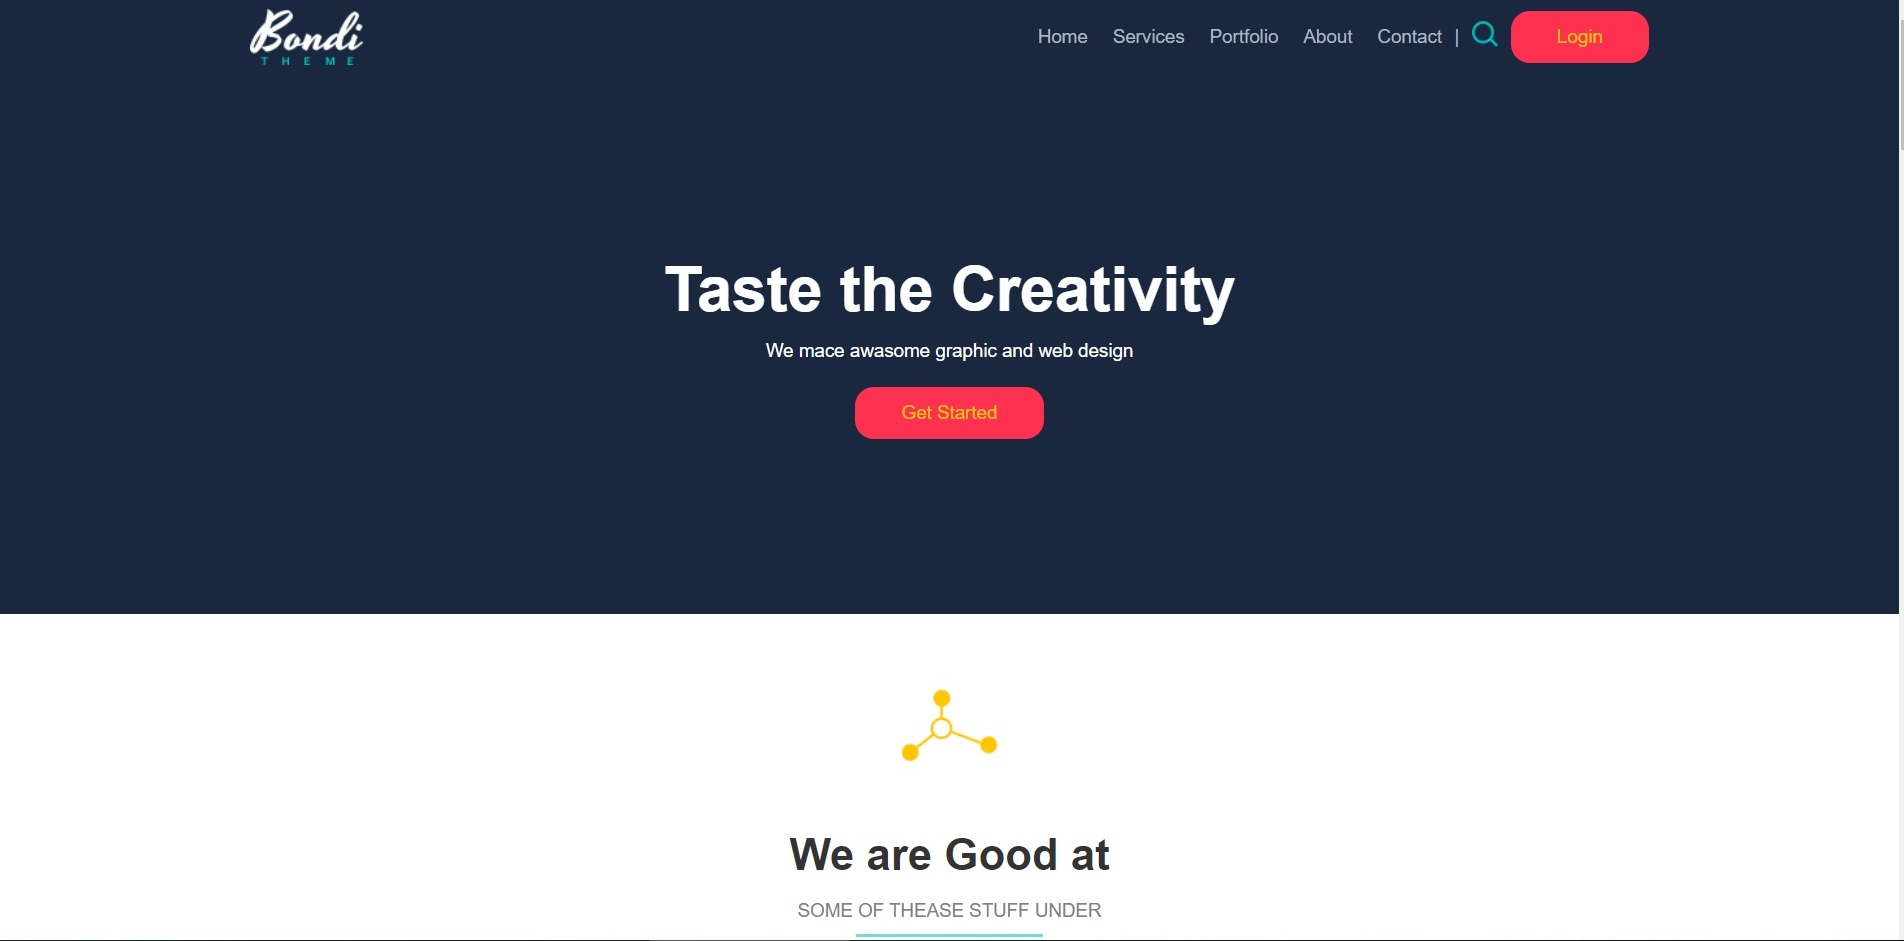 Bondi
THEME
Home Services Portfolio About Contact | Login
Taste the Creativity
We mace awasome graphic and web design
Get Started
We are Good at
SOME OF THEASE STUFF UNDER